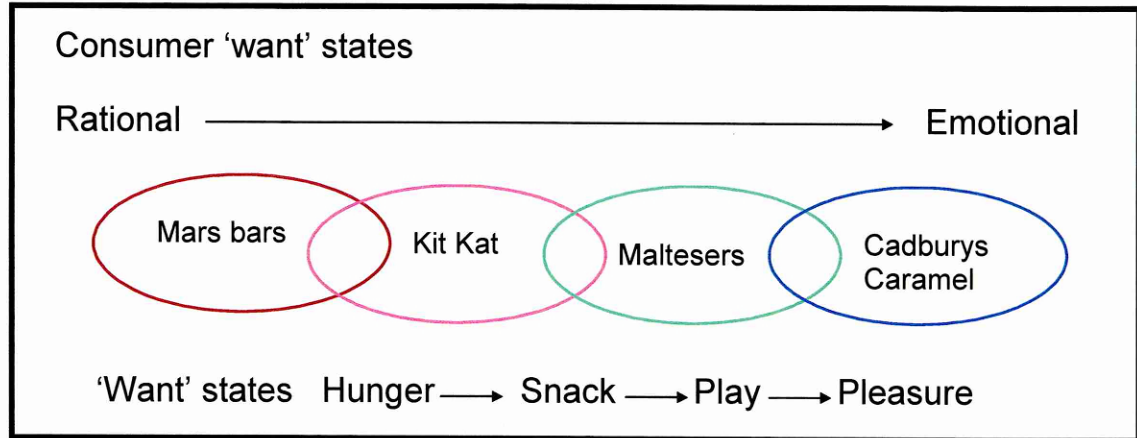 Consumer ‘want’ states
Rational Emotional
Mars bars Kit Kat Maltesers Cadburys
Caramel
‘Want’ states Hunger Snack Play Pleasure